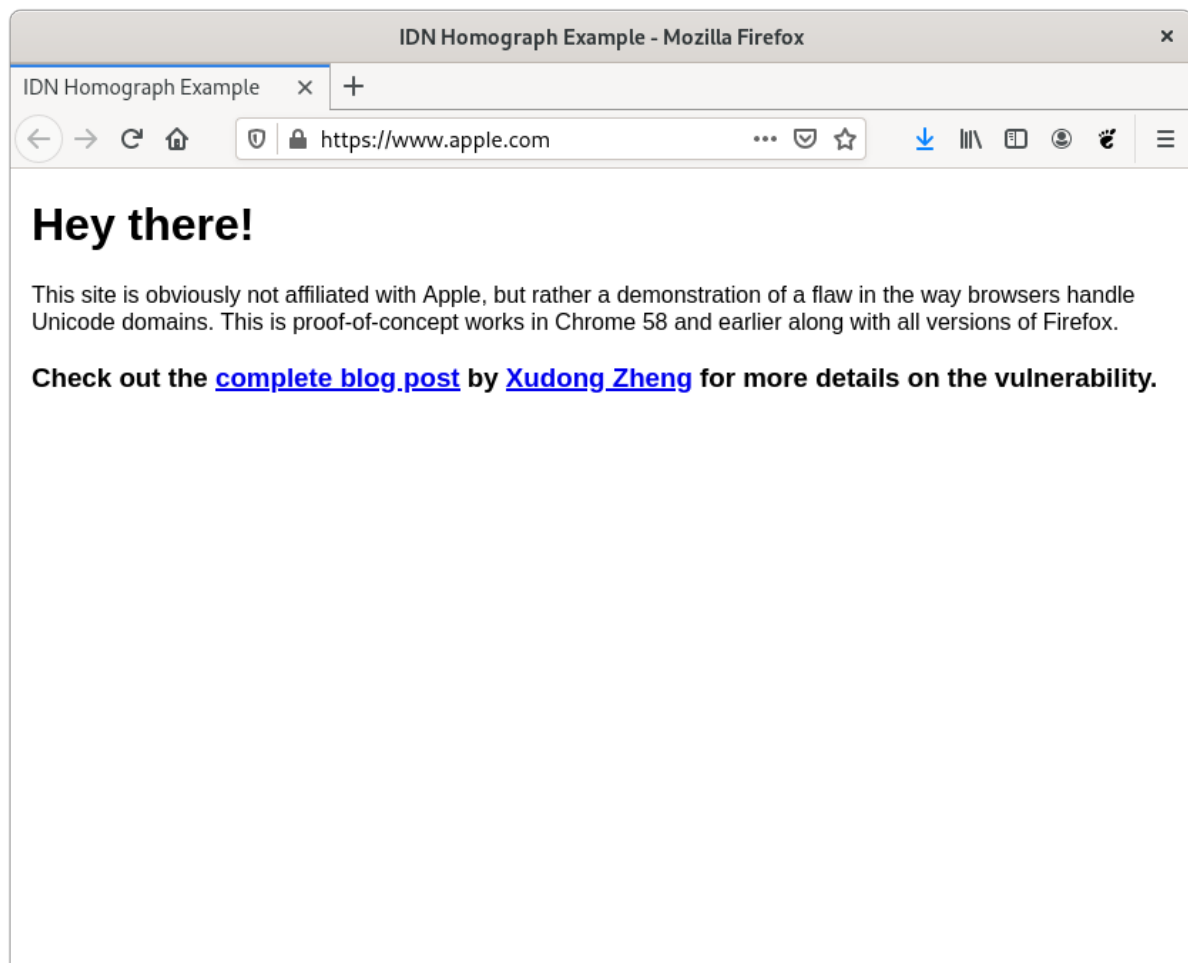 IDN Homograph Example - Mozilla Firefox
IDN Homograph Example
https://www.apple.com
Hey there!
This site is obviously not affiliated with Apple, but rather a demonstration of a flaw in the way browsers handle
Unicode domains. This is proof-of-concept works in Chrome 58 and earlier along with all versions of Firefox.
Check out the complete blog post by Xudong Zheng for more details on the vulnerability.